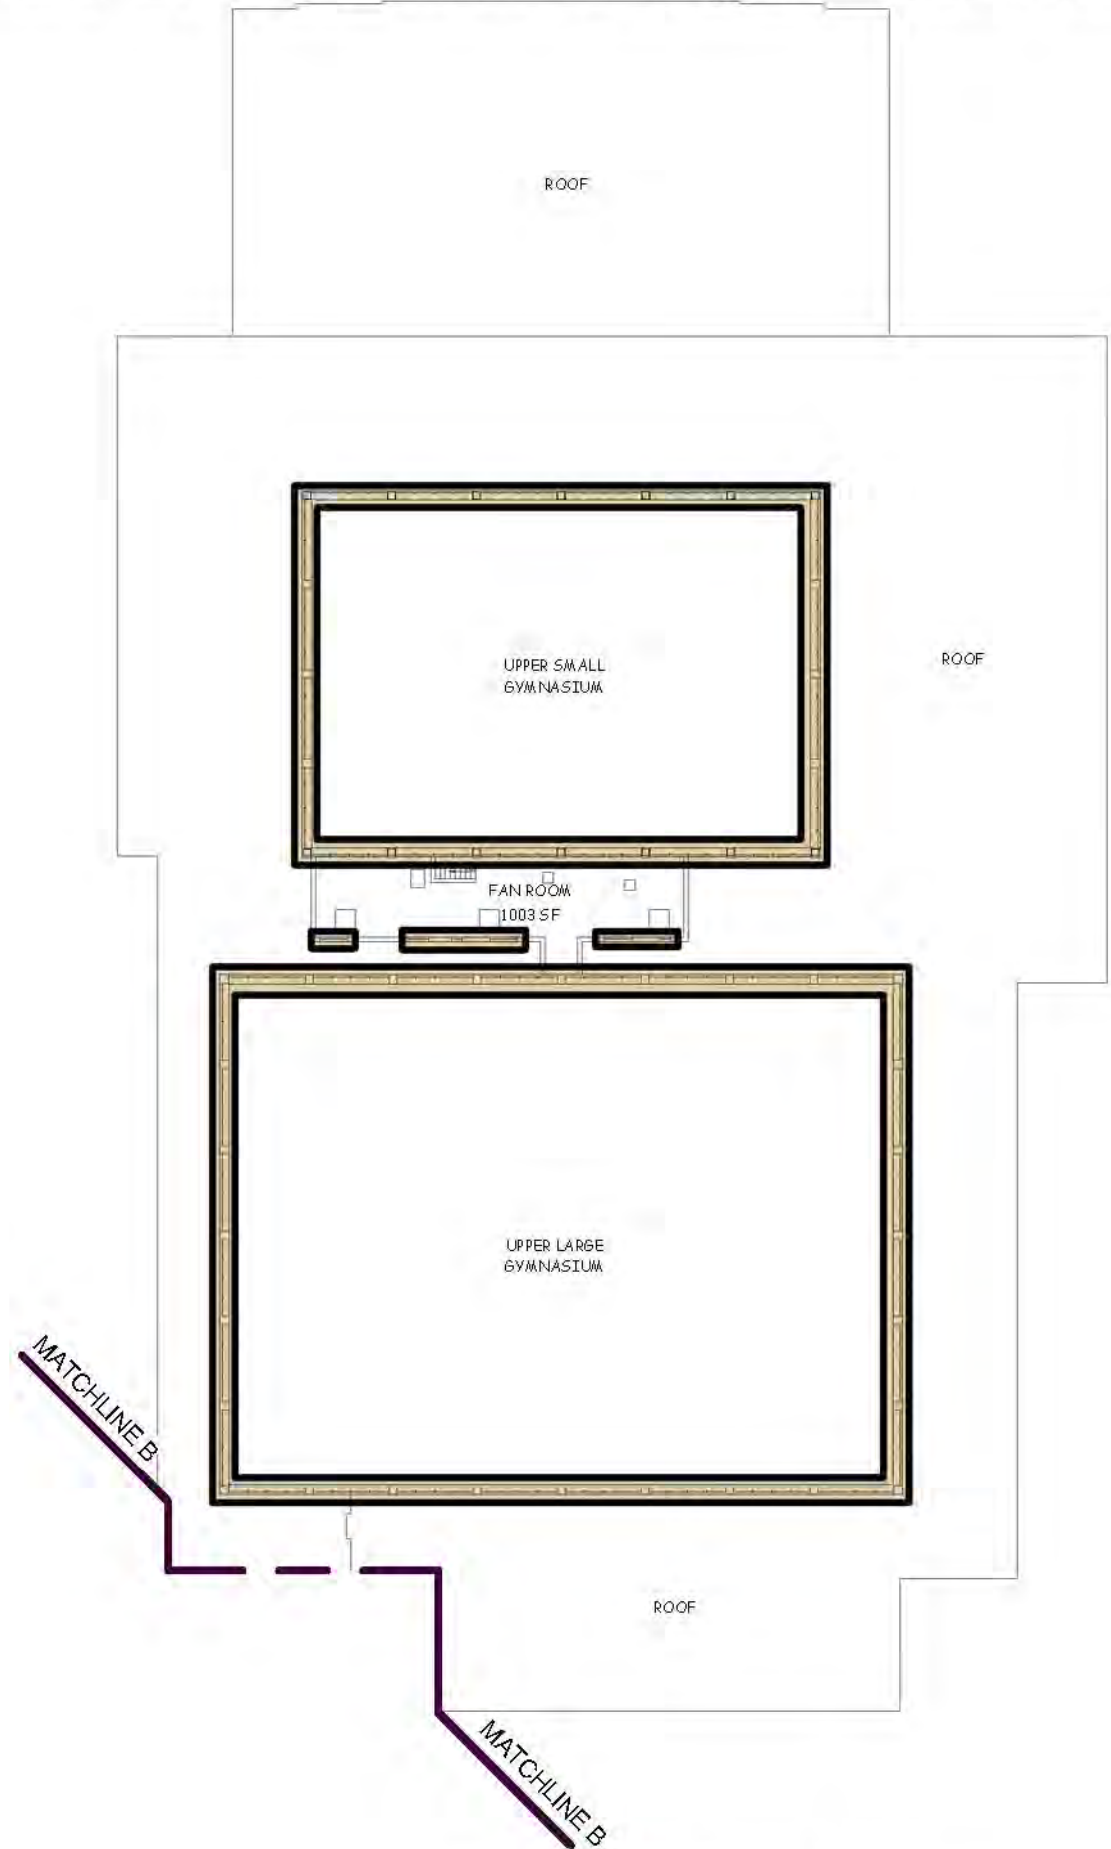 ROOF
UPPER SMALL
GYMNASIUM
ROOF
FAN ROOM
1003 SF
UPPER LARGE
GYMNASIUM
MATCHLINE B
ROOF
MATCHLINE B